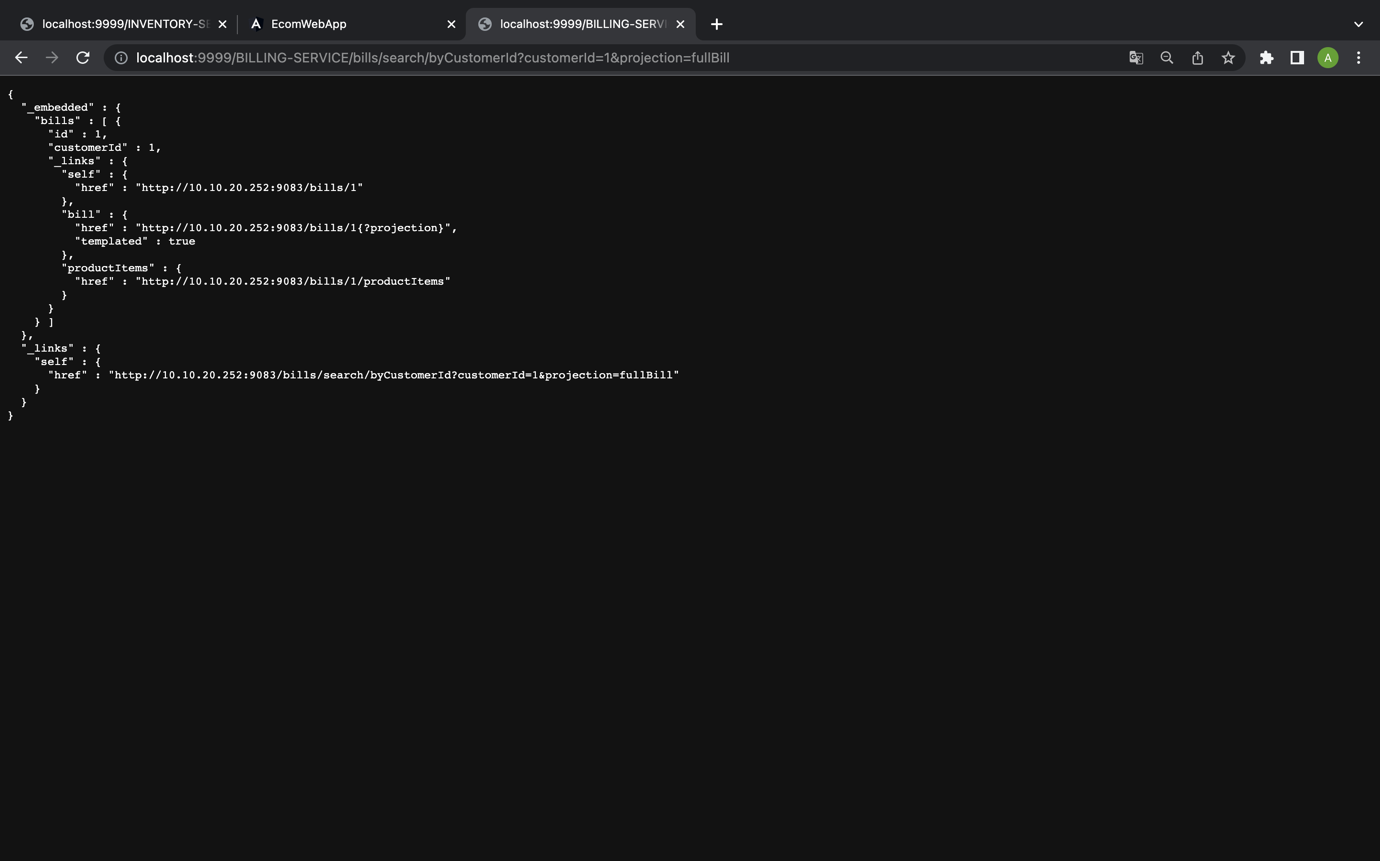 localhost:9999/INVENTORY-SE
EcomWebApp
localhost:9999/BILLING-SERVI
localhost:9999/BILLING-SERVICE/bills/search/byCustomerId?customerId=1&projection=fullBill
A
{
  "_embedded" : {
    "bills" : [ {
      "id" : 1,
      "customerId" : 1,
      "_links" : {
        "self" : {
          "href" : "http://10.10.20.252:9083/bills/1"
        },
        "bill" : {
          "href" : "http://10.10.20.252:9083/bills/1{?projection}",
          "templated" : true
        },
        "productItems" : {
          "href" : "http://10.10.20.252:9083/bills/1/productItems"
        }
      }
    } ]
  },
  "_links" : {
    "self" : {
      "href" : "http://10.10.20.252:9083/bills/search/byCustomerId?customerId=1&projection=fullBill"
    }
  }
}